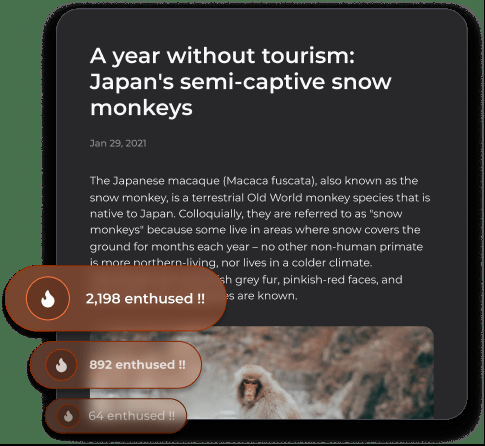 A year without tourism:
Japan's semi-captive snow
monkeys
Jan 29, 2021
The Japanese macaque (Macaca fuscata), also known as the
snow monkey, is a terrestrial Old World monkey species that is
native to Japan. Colloquially, they are referred to as "snow
monkeys" because some live in areas where snow covers the
ground for months each year – no other non-human primate
is more northern-living, nor lives in a colder climate.
grey fur, pinkish-red faces, and
are known.
2,198 enthused !!
892 enthused !!
64 enthused !!